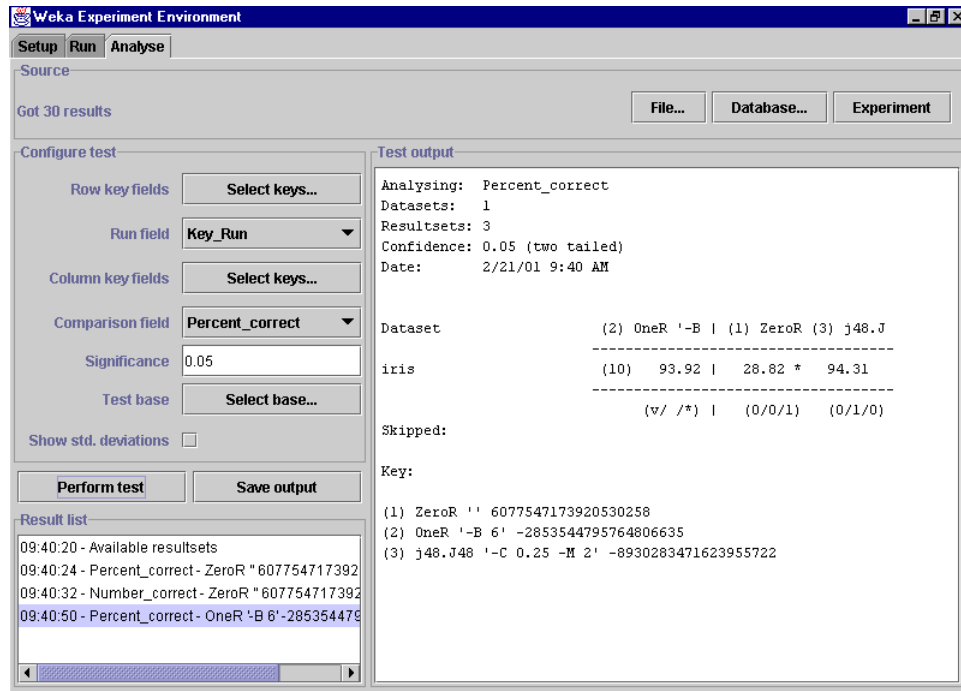 Weka Experiment Environment
Setup Run Analyse
Source
Got 30 results
File... Database... Experiment
Configure test
Row key fields Select keys...
Run field Key_Run
Column key fields Select keys...
Comparison field Percent_correct
Significance 0.05
Test base Select base...
Show std. deviations
Perform test Save output
Result list
09:40:20 - Available resultsets
09:40:24 - Percent_correct - ZeroR '' 607754717392
09:40:32 - Number_correct - ZeroR '' 607754717392
09:40:50 - Percent_correct - OneR '-B 6' -285354479
Test output
Analysing: Percent_correct
Datasets: 1
Resultsets: 3
Confidence: 0.05 (two tailed)
Date: 2/21/01 9:40 AM
Dataset (2) OneR '-B | (1) ZeroR (3) j48.J
------------------------------------
iris (10) 93.92 | 28.82 * 94.31
------------------------------------
(v/ /*) | (0/0/1) (0/1/0)
Skipped:
Key:
(1) ZeroR '' 6077547173920530258
(2) OneR '-B 6' -2853544795764806635
(3) j48.J48 '-C 0.25 -M 2' -8930283471623955722